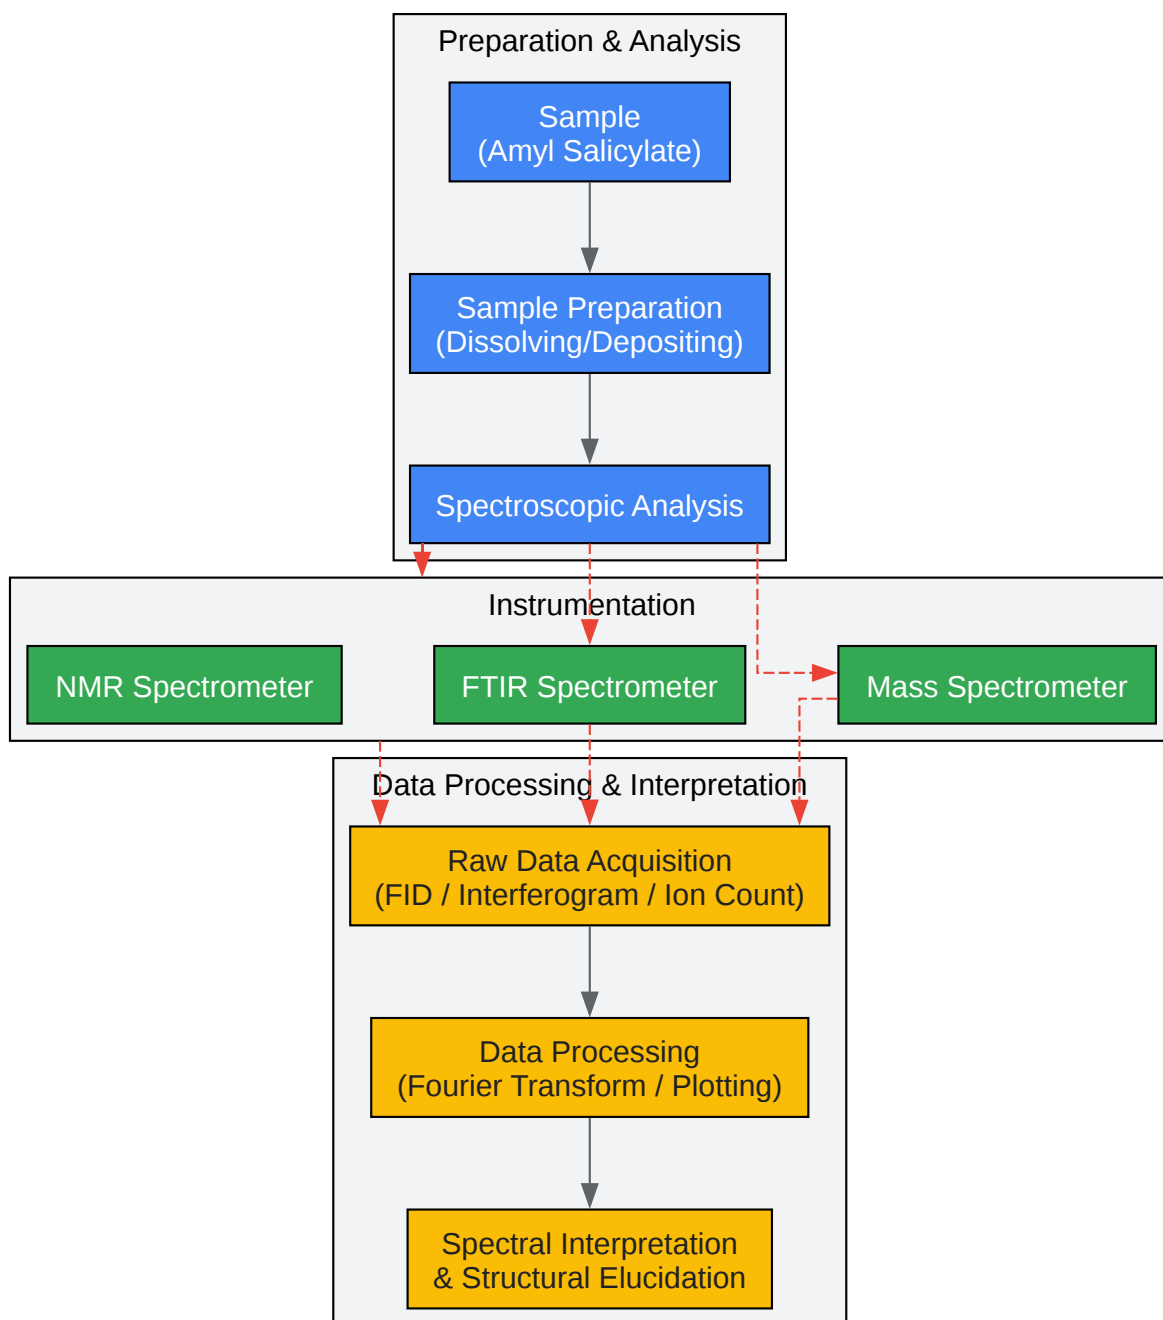 Preparation & Analysis
Sample
(Amyl Salicylate)
Sample Preparation
(Dissolving/Depositing)
Spectroscopic Analysis
Instrumentation
NMR Spectrometer
FTIR Spectrometer
Mass Spectrometer
Data Processing & Interpretation
Raw Data Acquisition
(FID / Interferogram / Ion Count)
Data Processing
(Fourier Transform / Plotting)
Spectral Interpretation
& Structural Elucidation